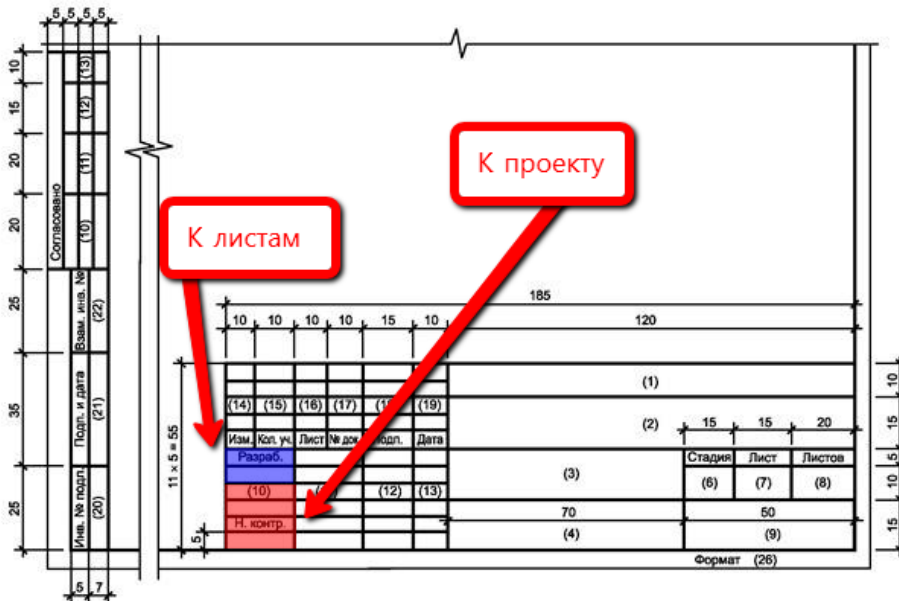 5 5 5 5
10
15
20
20
25
35
25
(13)
(12)
(11)
(10)
Согласовано
Взам. инв. №
(22)
Подп. и дата
(21)
Инв. № подл.
(20)
5 7
К проекту
К листам
185
10 10 10 10 15 10
120
11 × 5 = 55
(1)
10
(14) (15) (16) (17) (19)
(2)
15 15 20
15
Изм. Кол. уч. Лист № док Дата
Разраб.
(3)
Стадия Лист Листов
5
(10) (12) (13)
(6) (7) (8)
10
Н. контр.
70
50
5
(4)
(9)
15
Формат (26)